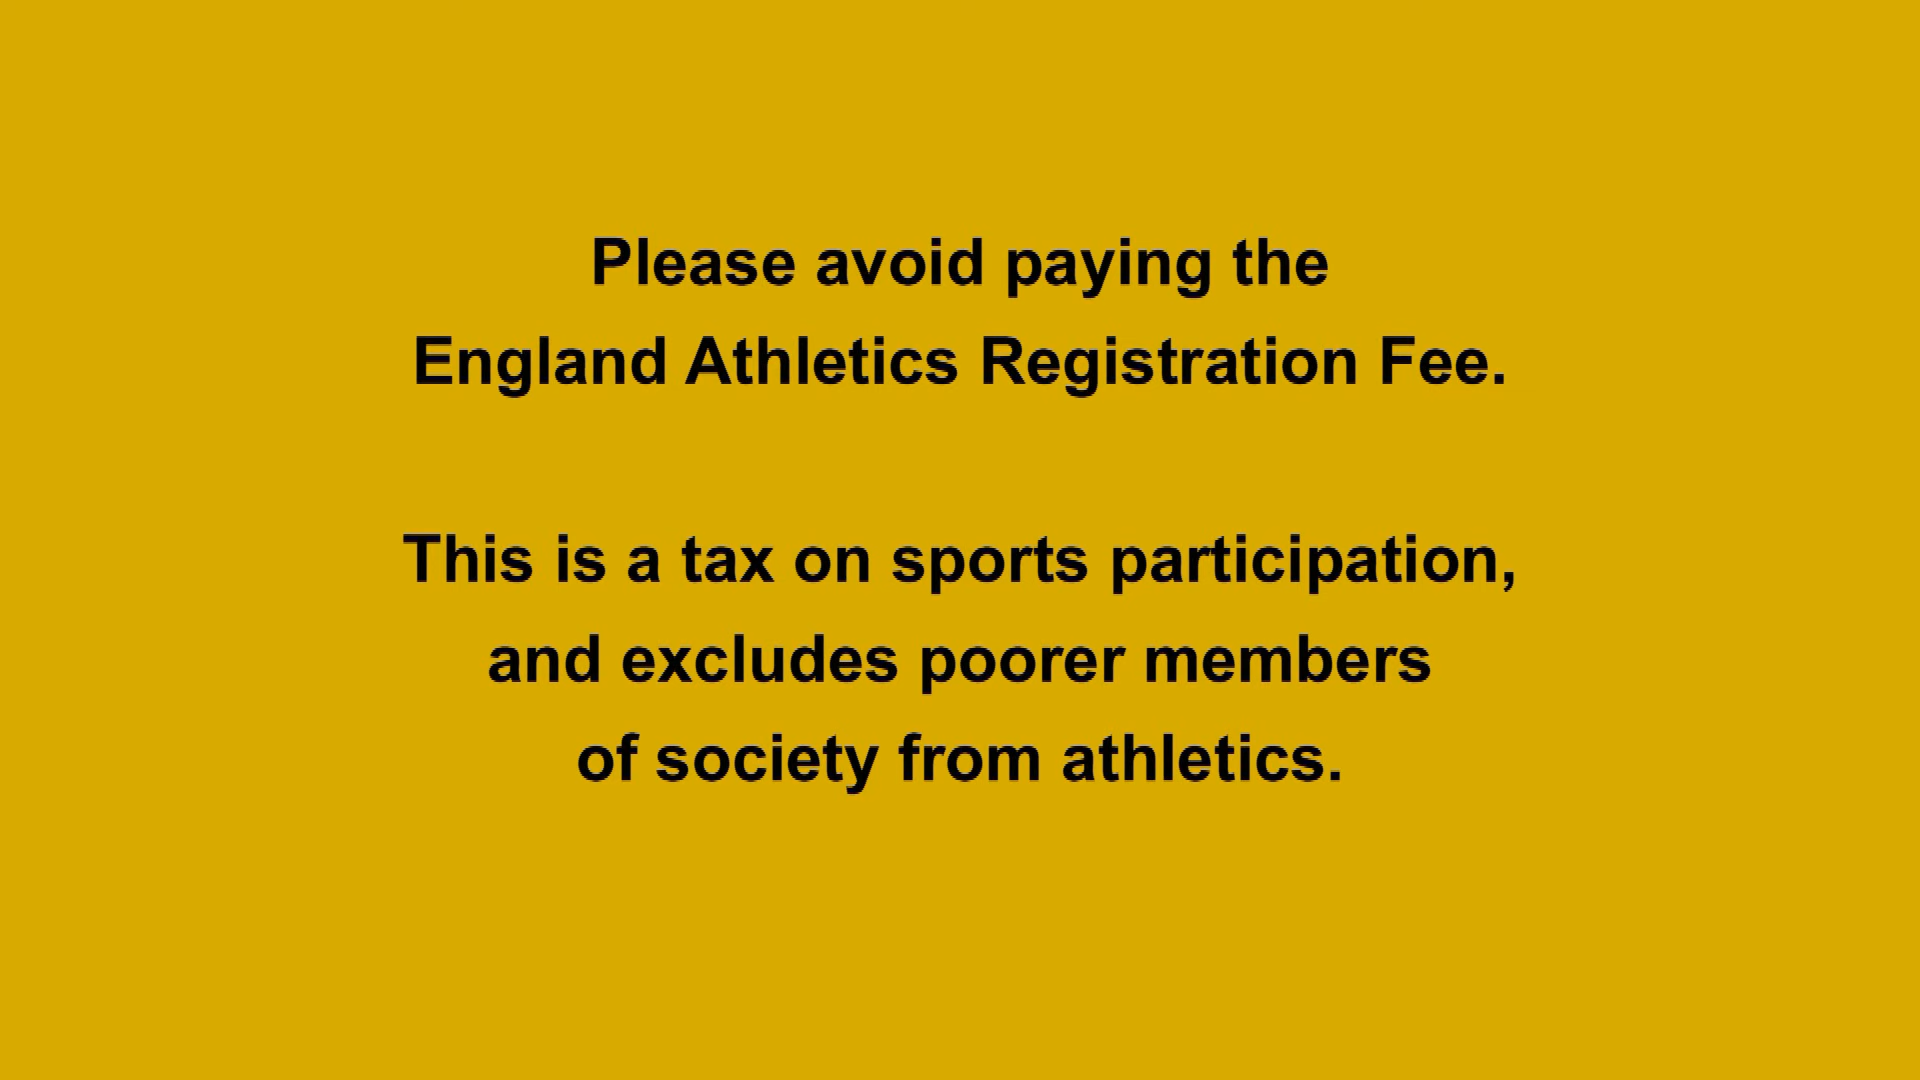 Please avoid paying the
England Athletics Registration Fee.
This is a tax on sports participation,
and excludes poorer members
of society from athletics.